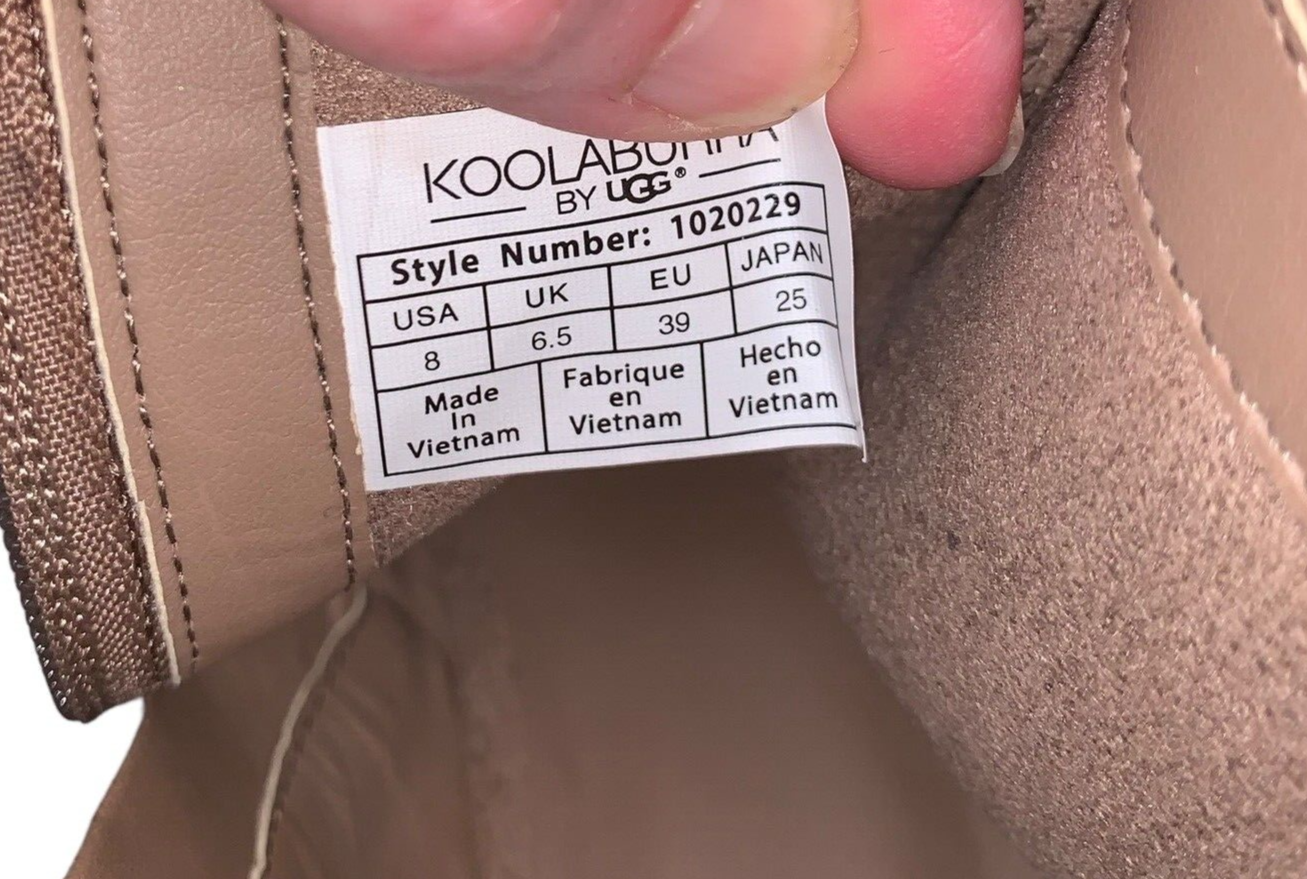 KOOLABURRA
BY UGG®
Style Number: 1020229
USA UK EU JAPAN
8 6.5 39 25
Made
In
Vietnam
Fabrique
en
Vietnam
Hecho
en
Vietnam